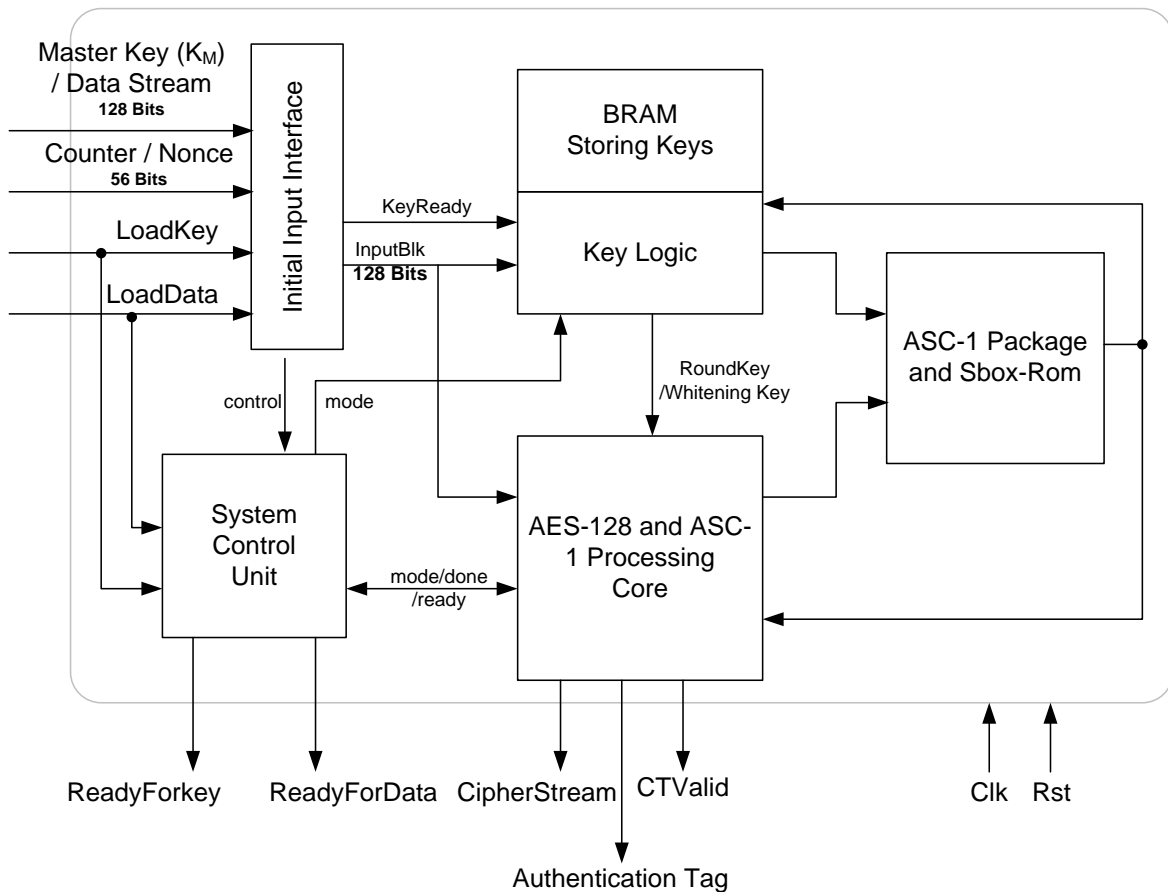 Master Key (KM)
/ Data Stream
128 Bits
Counter / Nonce
56 Bits
LoadKey
LoadData
Initial Input Interface
KeyReady
InputBlk
128 Bits
BRAM
Storing Keys
Key Logic
ASC-1 Package
and Sbox-Rom
RoundKey
/Whitening Key
control
mode
System
Control
Unit
mode/done
/ready
AES-128 and ASC-
1 Processing
Core
ReadyForkey
ReadyForData
CipherStream
CTValid
Authentication Tag
Clk
Rst